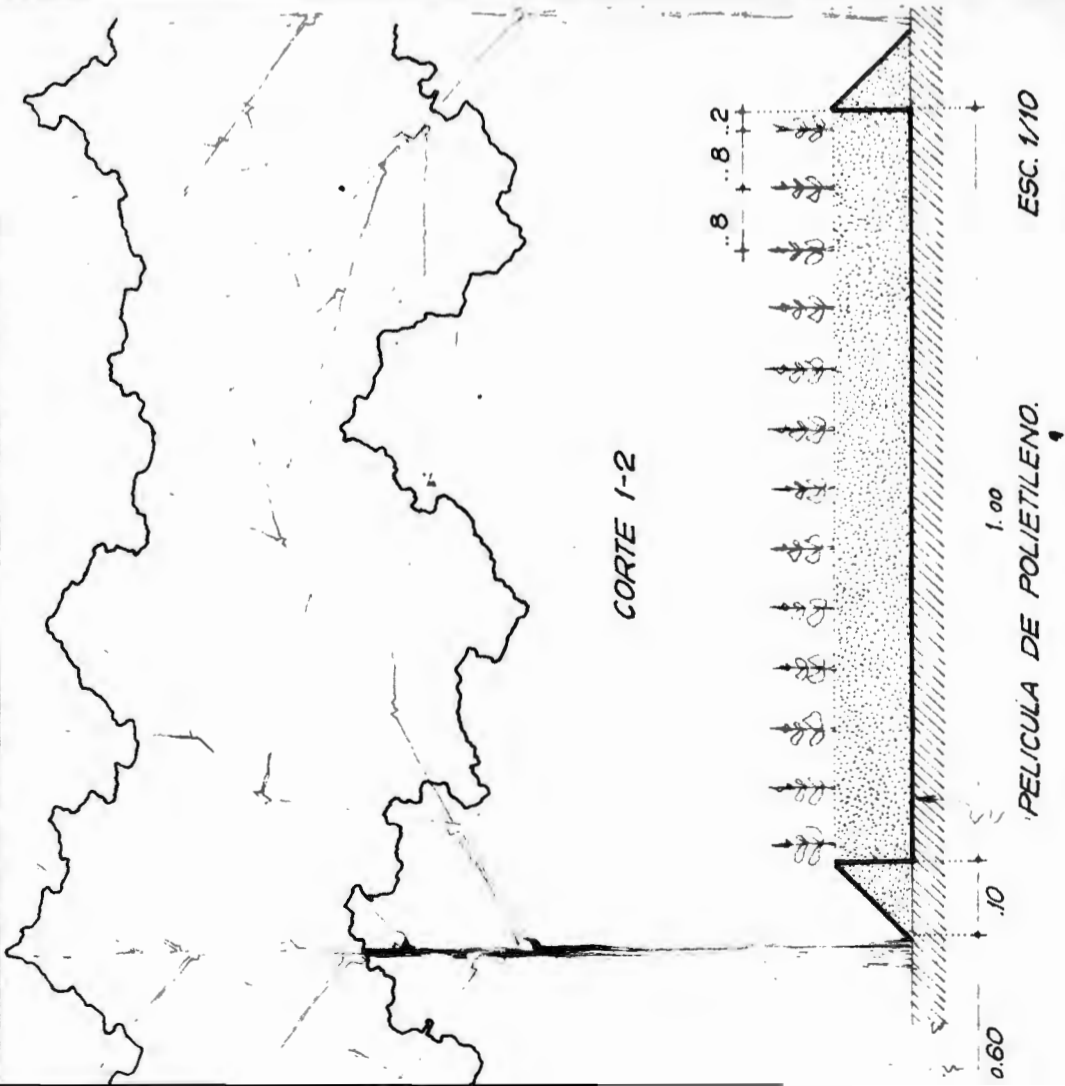 CORTE 1-2
..8 ..8 ..2
0.60 .10 1.00
PELICULA DE POLIETILENO.
ESC. 1/10